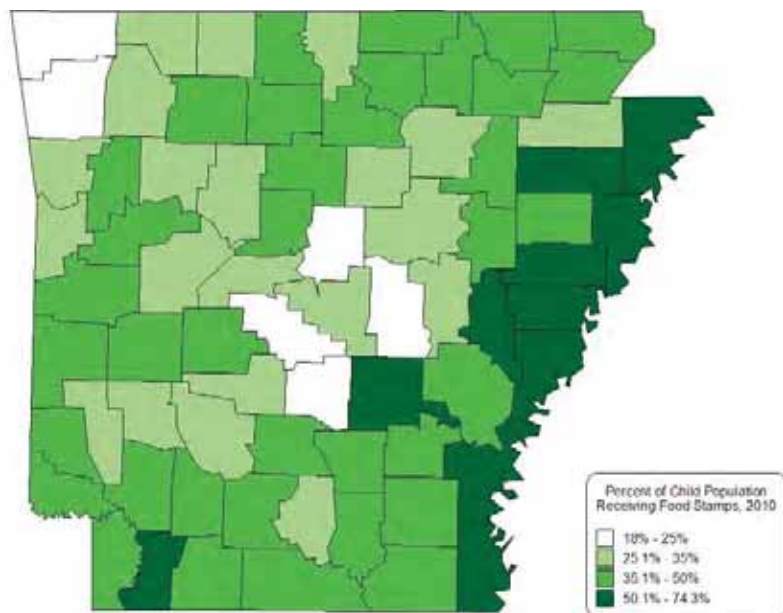 Percent of Child Population
Receiving Food Stamps, 2010
18% - 25%
25.1% - 35%
35.1% - 50%
50.1% - 74.3%